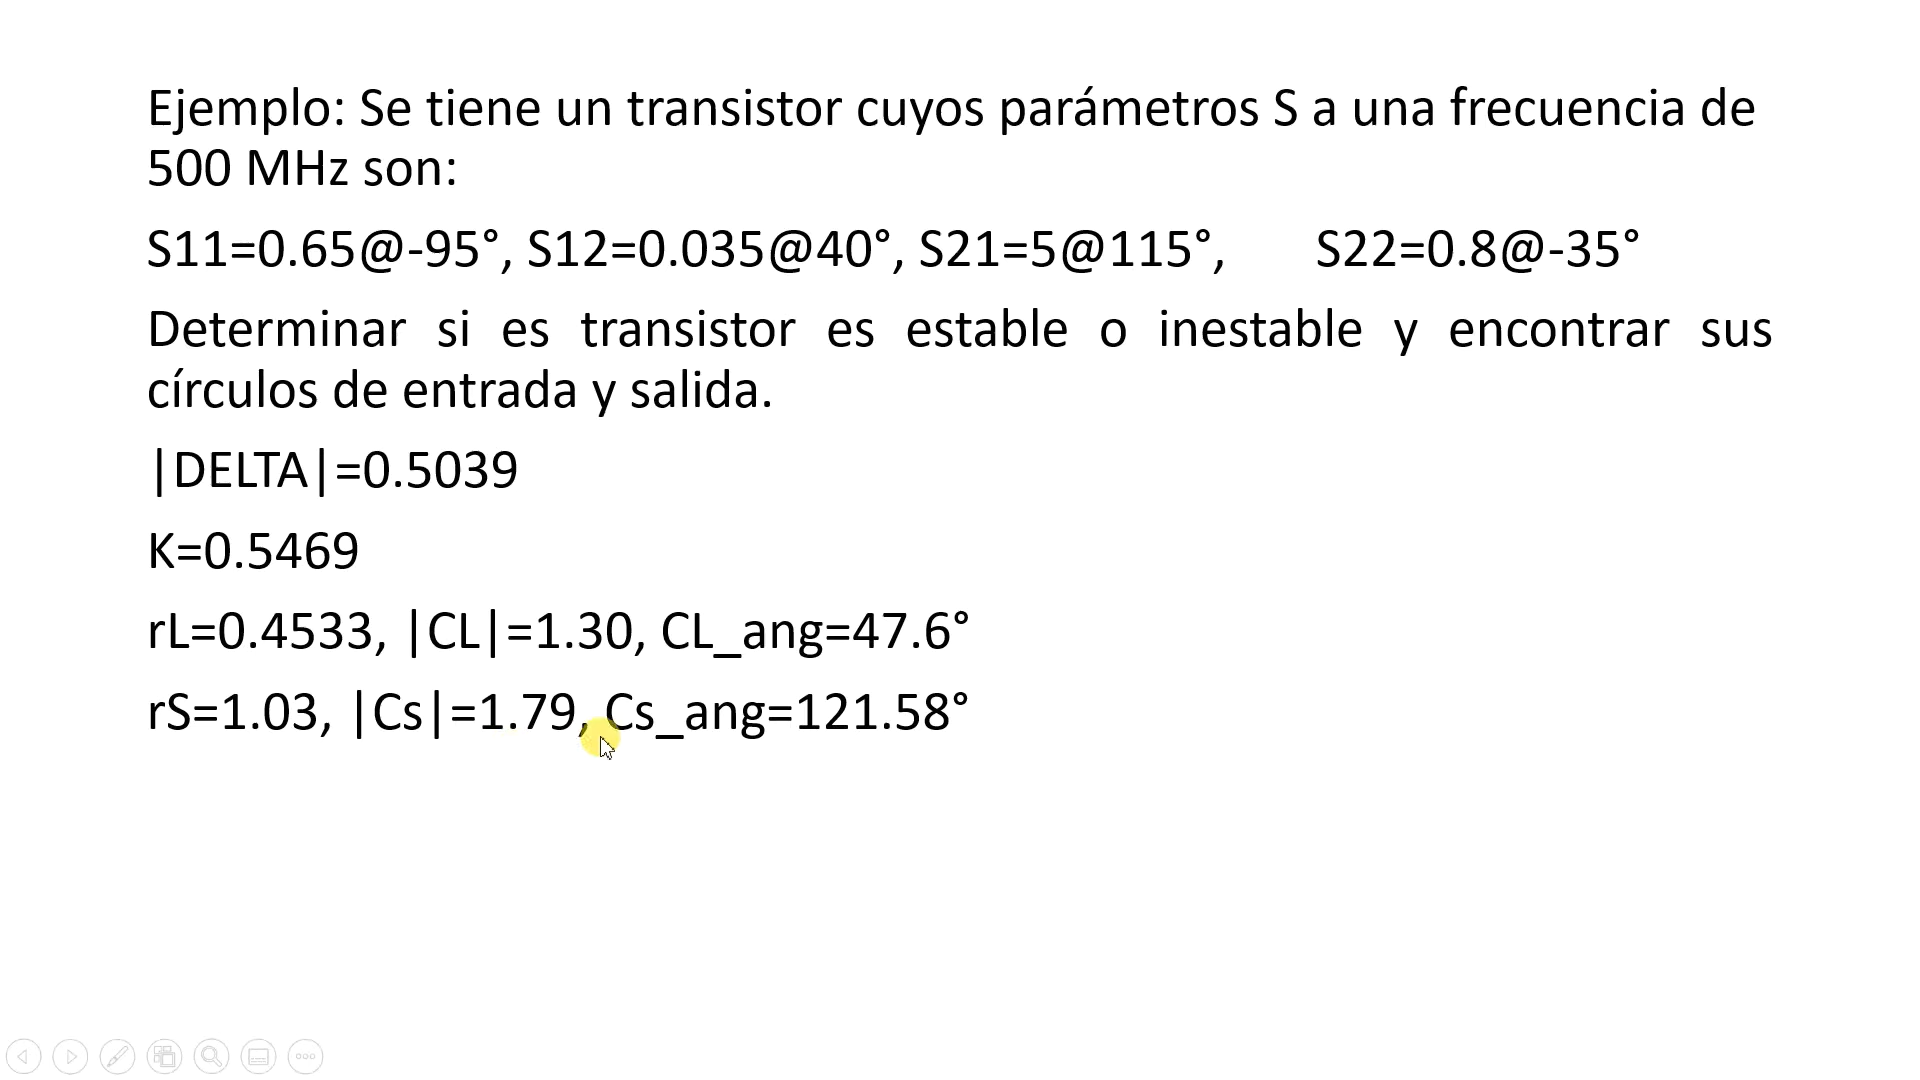 Ejemplo: Se tiene un transistor cuyos parámetros S a una frecuencia de
500 MHz son:
S11=0.65@-95°, S12=0.035@40°, S21=5@115°, S22=0.8@-35°
Determinar si es transistor es estable o inestable y encontrar sus
círculos de entrada y salida.
|DELTA|=0.5039
K=0.5469
rL=0.4533, |CL|=1.30, CL_ang=47.6°
rS=1.03, |Cs|=1.79, Cs_ang=121.58°